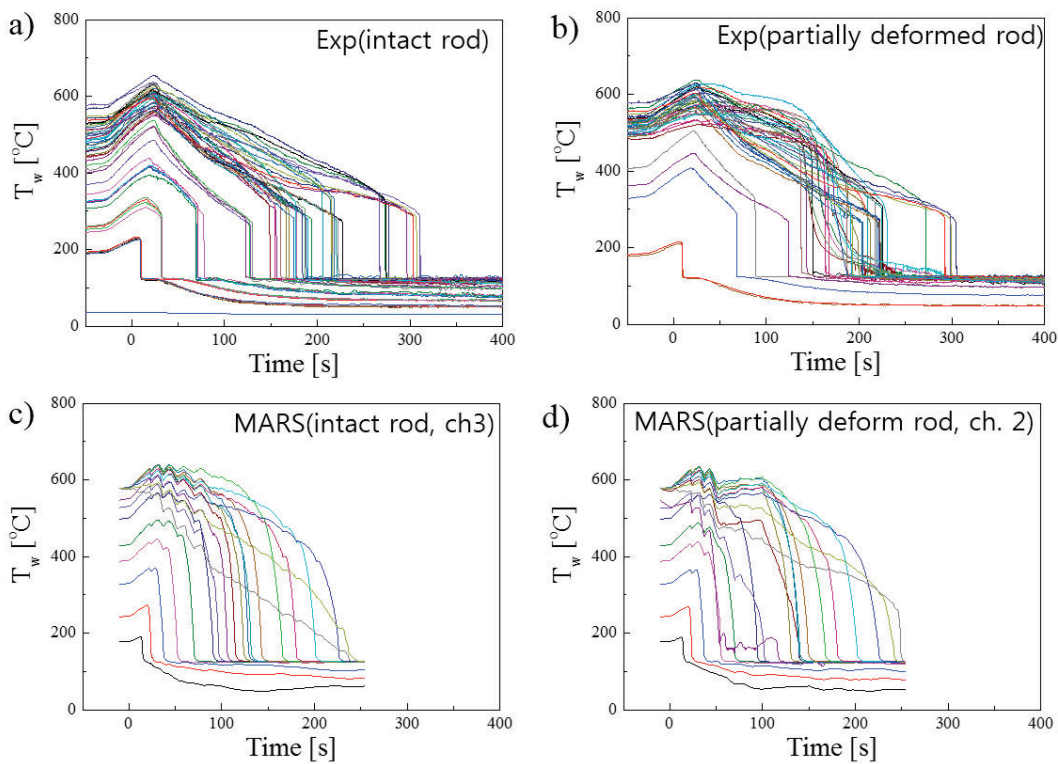 a)
Exp(intact rod)
800
600
400
200
0
T_w [°C]
0
100
200
300
400
Time [s]
b)
Exp(partially deformed rod)
800
600
400
200
0
T_w [°C]
0
100
200
300
400
Time [s]
c)
MARS(intact rod, ch3)
800
600
400
200
0
T_w [°C]
0
100
200
300
400
Time [s]
d)
MARS(partially deform rod, ch. 2)
800
600
400
200
0
T_w [°C]
0
100
200
300
400
Time [s]